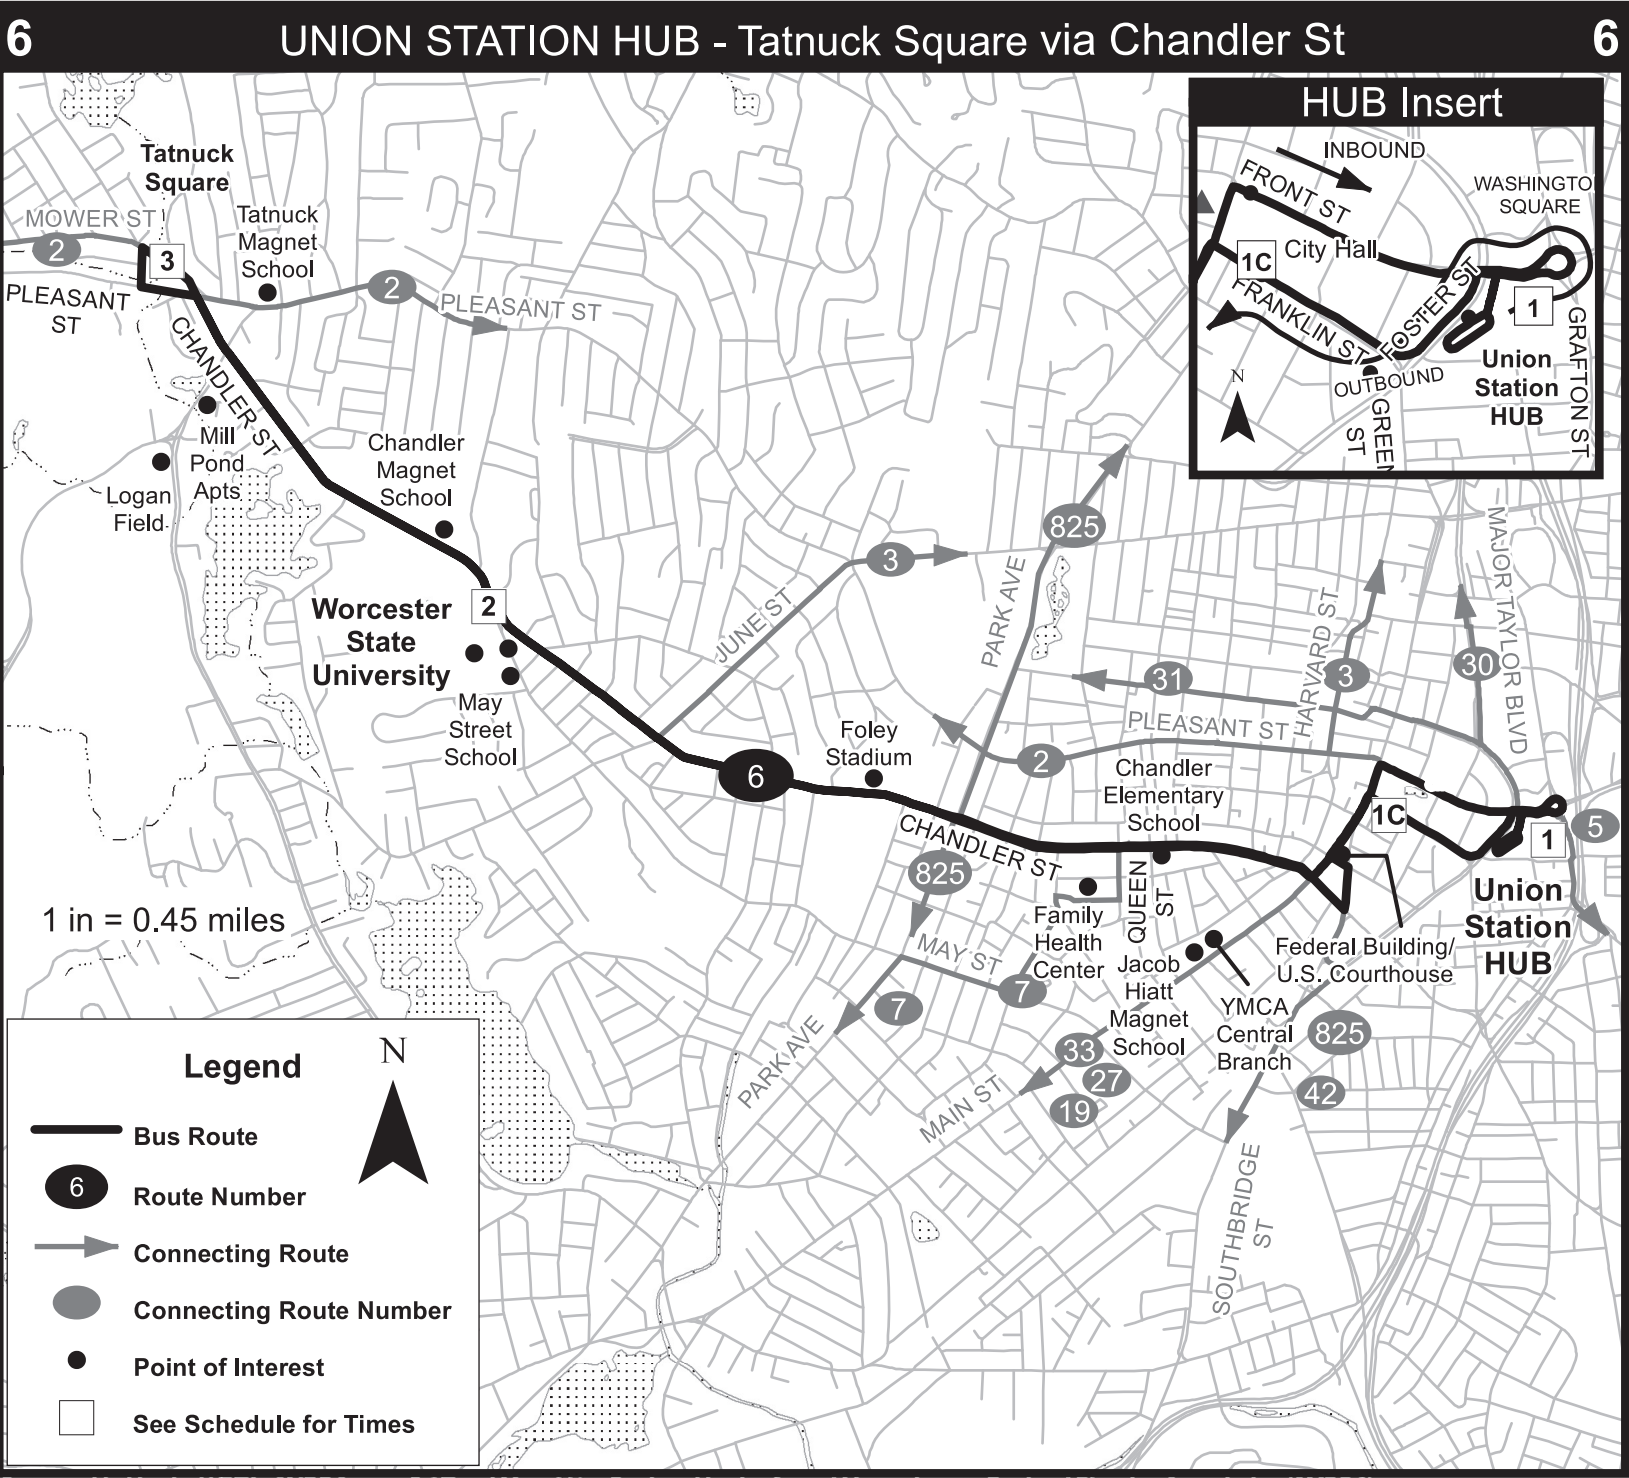 6 UNION STATION HUB - Tatnuck Square via Chandler St 6
HUB Insert
INBOUND
FRONT ST
WASHINGTO
SQUARE
1C
City Hall
FRANKLIN ST
FOSTER ST
1
GRAFTON ST
Union
Station
HUB
OUTBOUND
GREEN
ST
N
Tatnuck
Square
MOWER ST
2
3
Tatnuck
Magnet
School
PLEASANT
ST
2
PLEASANT ST
CHANDLER ST
Mill
Pond
Apts
Logan
Field
Chandler
Magnet
School
2
Worcester
State
University
May
Street
School
JUNE ST
3
825
PARK AVE
HARVARD ST
MAJOR TAYLOR BLVD
31
3
30
PLEASANT ST
2
6
Foley
Stadium
Chandler
Elementary
School
1C
1
5
CHANDLER ST
825
QUEEN
ST
Union
Station
HUB
Family
Health
Center
MAY ST
7
7
Jacob
Hiatt
Magnet
School
Federal Building/
U.S. Courthouse
YMCA
Central
Branch
825
42
33
27
19
PARK AVE
MAIN ST
SOUTHBRIDGE
ST
1 in = 0.45 miles
Legend
N
Bus Route
6
Route Number
Connecting Route
Connecting Route Number
Point of Interest
See Schedule for Times